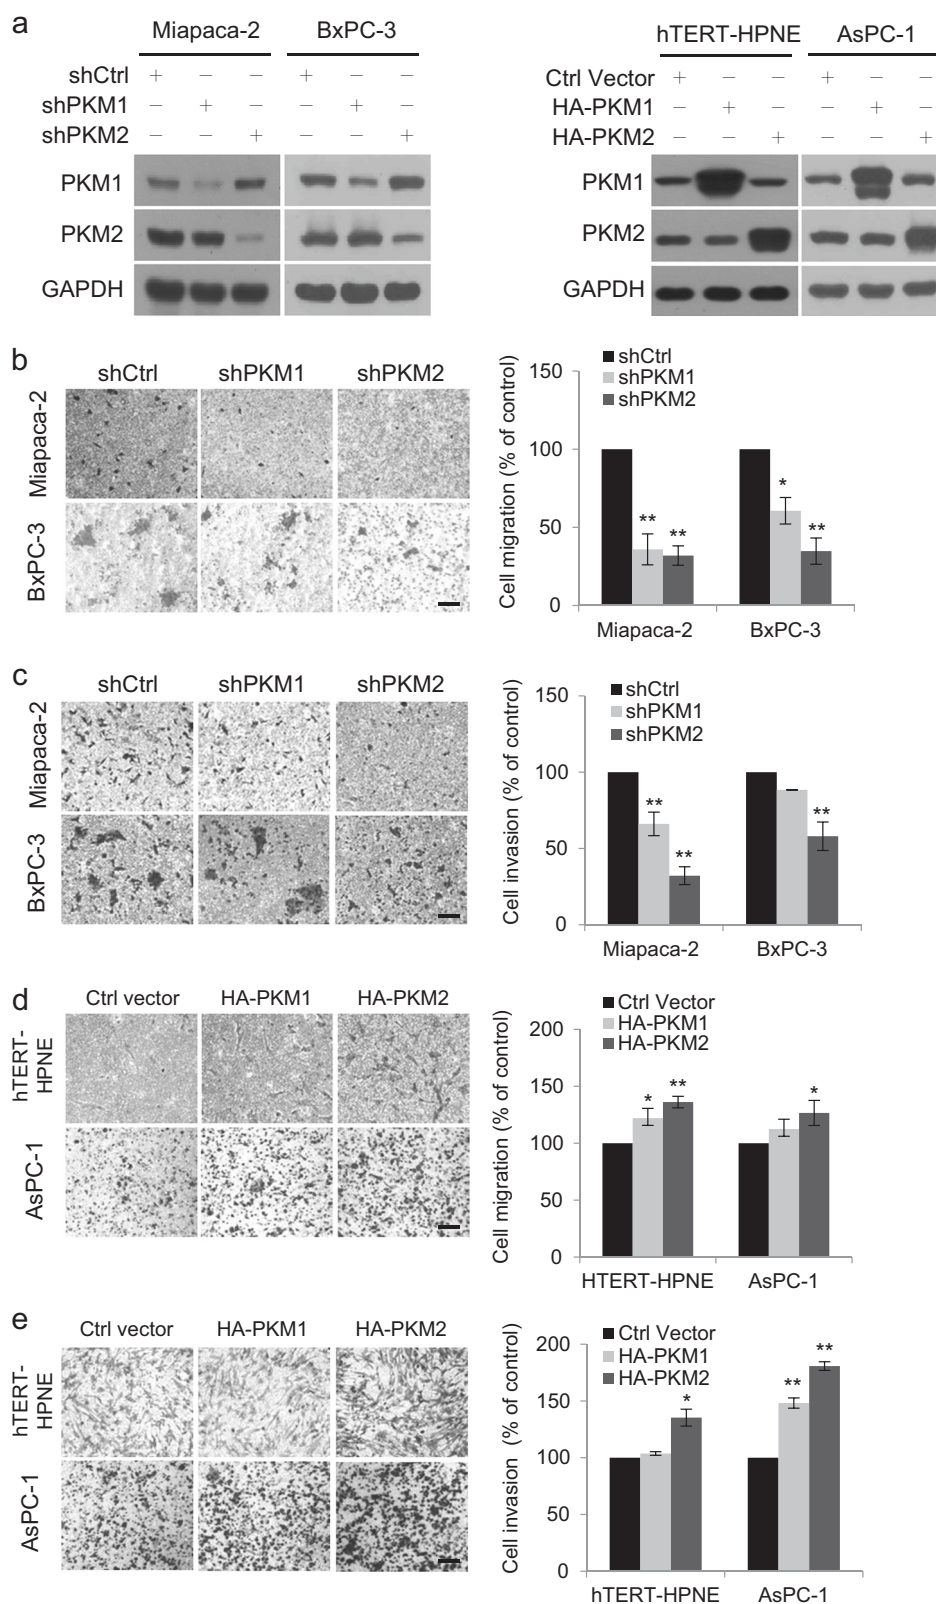 a
Miapaca-2 BxPC-3
shCtrl + − − + − −
shPKM1 − + − − + −
shPKM2 − − + − − +
PKM1
PKM2
GAPDH
hTERT-HPNE AsPC-1
Ctrl Vector + − − + − −
HA-PKM1 − + − − + −
HA-PKM2 − − + − − +
PKM1
PKM2
GAPDH
b
shCtrl shPKM1 shPKM2
Miapaca-2
BxPC-3
Cell migration (% of control)
150
100
50
0
shCtrl
shPKM1
shPKM2
** **
* **
Miapaca-2 BxPC-3
c
shCtrl shPKM1 shPKM2
Miapaca-2
BxPC-3
Cell invasion (% of control)
150
100
50
0
shCtrl
shPKM1
shPKM2
** **
**
Miapaca-2 BxPC-3
d
Ctrl vector HA-PKM1 HA-PKM2
hTERT-
HPNE
AsPC-1
Cell migration (% of control)
200
150
100
50
0
Ctrl Vector
HA-PKM1
HA-PKM2
* **
*
HTERT-HPNE AsPC-1
e
Ctrl vector HA-PKM1 HA-PKM2
hTERT-
HPNE
AsPC-1
Cell invasion (% of control)
200
150
100
50
0
Ctrl Vector
HA-PKM1
HA-PKM2
*
** **
hTERT-HPNE AsPC-1